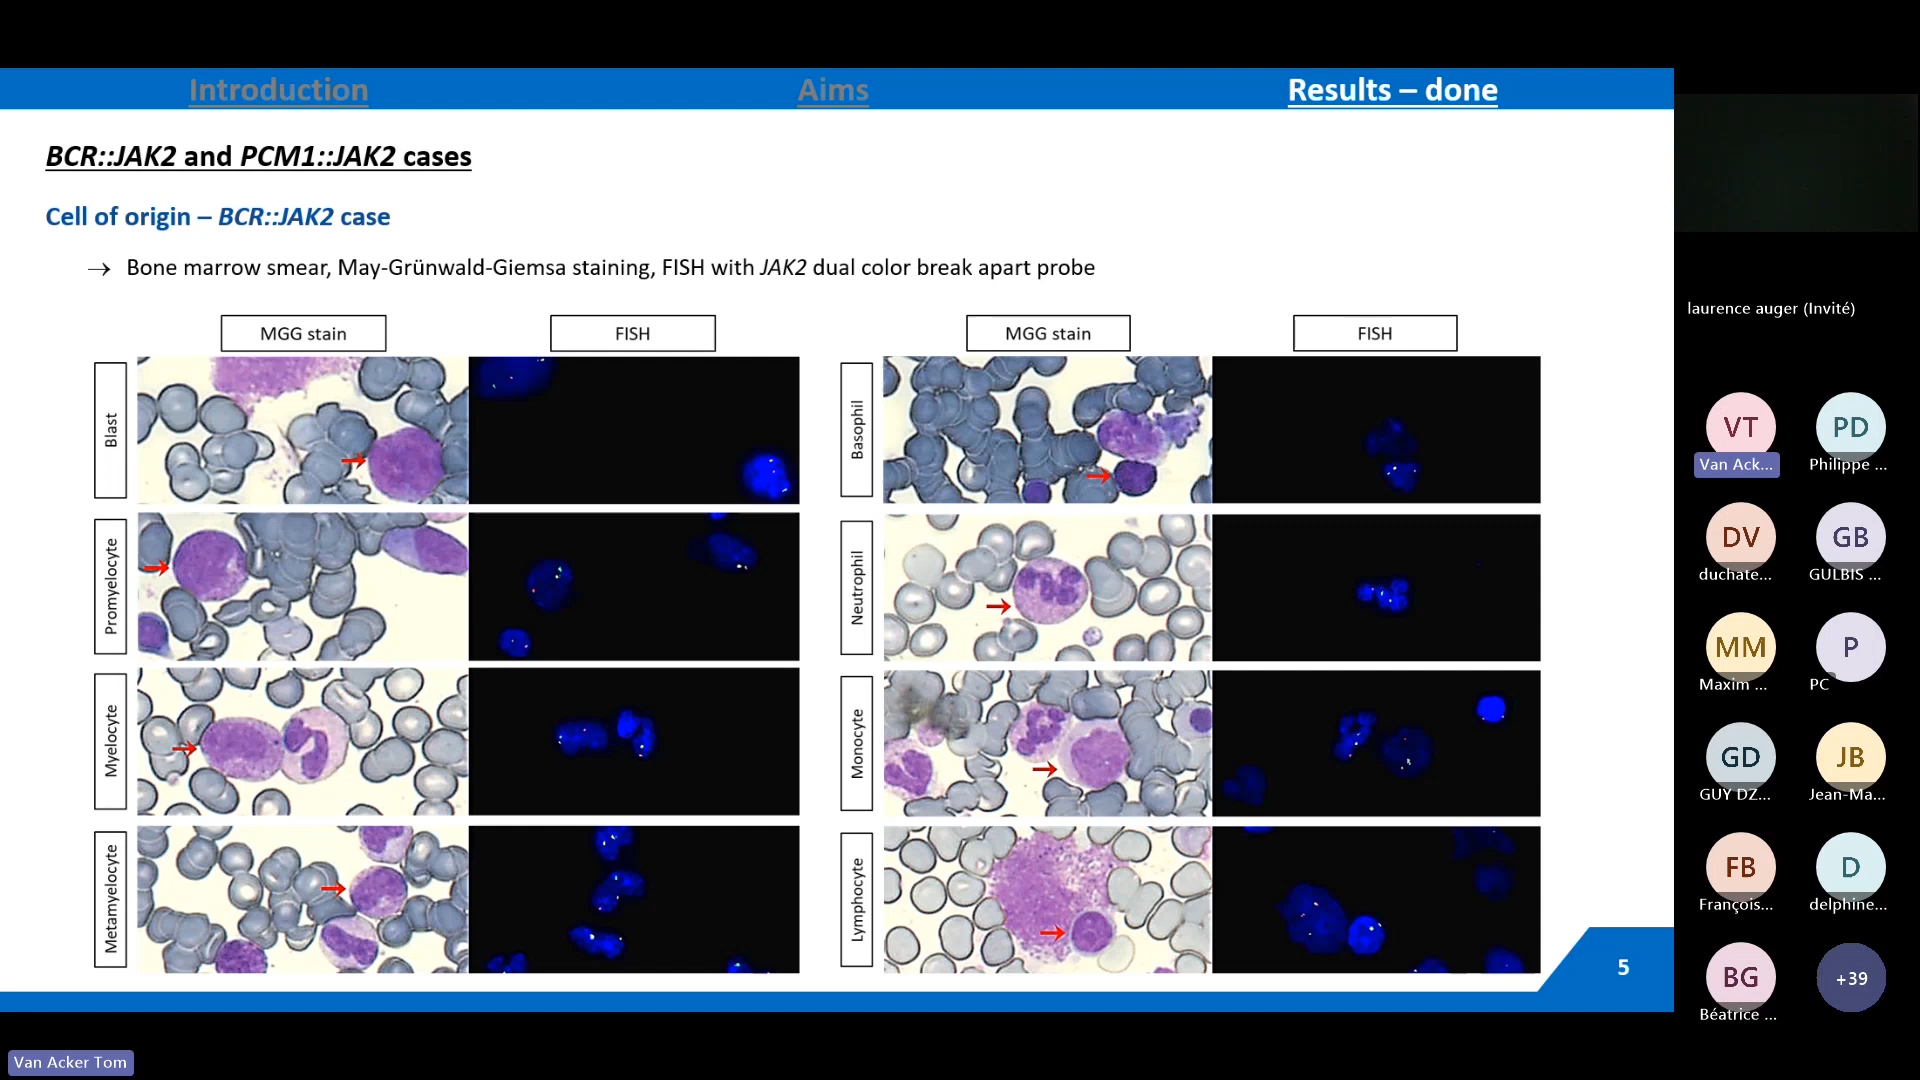 Introduction
Aims
Results – done
BCR::JAK2 and PCM1::JAK2 cases
Cell of origin – BCR::JAK2 case
→ Bone marrow smear, May-Grünwald-Giemsa staining, FISH with JAK2 dual color break apart probe
MGG stain
FISH
MGG stain
FISH
Blast
Promyelocyte
Myelocyte
Metamyelocyte
Basophil
Neutrophil
Monocyte
Lymphocyte
5
laurence auger (Invité)
VT
Van Ack...
PD
Philippe ...
DV
duchate...
GB
GULBIS ...
MM
Maxim ...
P
PC
GD
GUY DZ...
JB
Jean-Ma...
FB
François...
D
delphine...
BG
Béatrice ...
+39
Van Acker Tom